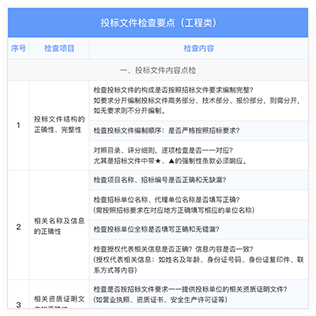 投标文件检查要点（工程类）
序号 检查项目 检查内容
一、投标文件内容点检
1
投标文件结构的
正确性、完整性
检查投标文件的构成是否按照招标文件要求编制完整？
如要求分开编制投标文件商务部分、技术部分、报价部分，则需分开，
如无要求则不分开编制。
检查投标文件编制顺序：是否严格按照招标要求？
对照目录、评分细则，逐项检查是否一一对应？
尤其是招标文件中带★、▲的强制性条款必须响应。
2
相关名称及信息
的正确性
检查项目名称、招标编号是否正确和无缺漏？
检查招标单位名称、代理单位名称是否填写正确？
(需按照招标要求在对应地方正确填写相应的单位名称)
检查投标单位全称是否填写正确和无错漏？
检查授权代表相关信息是否正确？信息内容是否一致？
(授权代表相关信息：如姓名及年龄、身份证号码、身份证复印件、联
系方式等内容)
3
相关资质证明文
检查是否按招标文件要求一一提供投标单位的相关资质证明文件？
(如营业执照、资质证书、安全生产许可证等)